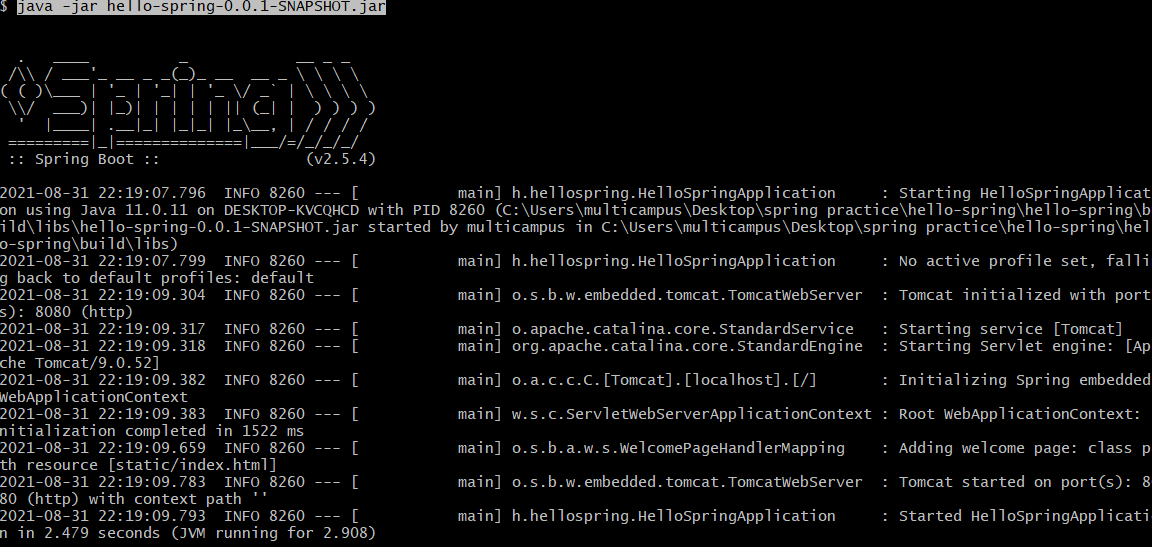 $ java -jar hello-spring-0.0.1-SNAPSHOT.jar
  .   ____          _            __ _ _
 /\\ / ___'_ __ _ _(_)_ __  __ _ \ \ \ \
( ( )\___ | '_ | '_| | '_ \/ _` | \ \ \ \
 \\/  ___)| |_)| | | | | || (_| |  ) ) ) )
  '  |____| .__|_| |_|_| |_\__, | / / / /
 =========|_|==============|___/=/_/_/_/
 :: Spring Boot ::                (v2.5.4)
2021-08-31 22:19:07.796  INFO 8260 --- [           main] h.hellospring.HelloSpringApplication     : Starting HelloSpringApplicat
on using Java 11.0.11 on DESKTOP-KVCQHCD with PID 8260 (C:\Users\multicampus\Desktop\spring practice\hello-spring\hello-spring\b
ild\libs\hello-spring-0.0.1-SNAPSHOT.jar started by multicampus in C:\Users\multicampus\Desktop\spring practice\hello-spring\hel
o-spring\build\libs)
2021-08-31 22:19:07.799  INFO 8260 --- [           main] h.hellospring.HelloSpringApplication     : No active profile set, falli
g back to default profiles: default
2021-08-31 22:19:09.304  INFO 8260 --- [           main] o.s.b.w.embedded.tomcat.TomcatWebServer  : Tomcat initialized with port
s): 8080 (http)
2021-08-31 22:19:09.317  INFO 8260 --- [           main] o.apache.catalina.core.StandardService   : Starting service [Tomcat]
2021-08-31 22:19:09.318  INFO 8260 --- [           main] org.apache.catalina.core.StandardEngine  : Starting Servlet engine: [Ap
che Tomcat/9.0.52]
2021-08-31 22:19:09.382  INFO 8260 --- [           main] o.a.c.c.C.[Tomcat].[localhost].[/]       : Initializing Spring embedded
WebApplicationContext
2021-08-31 22:19:09.383  INFO 8260 --- [           main] w.s.c.ServletWebServerApplicationContext : Root WebApplicationContext:
nitialization completed in 1522 ms
2021-08-31 22:19:09.659  INFO 8260 --- [           main] o.s.b.a.w.s.WelcomePageHandlerMapping    : Adding welcome page: class p
th resource [static/index.html]
2021-08-31 22:19:09.783  INFO 8260 --- [           main] o.s.b.w.embedded.tomcat.TomcatWebServer  : Tomcat started on port(s): 8
80 (http) with context path ''
2021-08-31 22:19:09.793  INFO 8260 --- [           main] h.hellospring.HelloSpringApplication     : Started HelloSpringApplicati
n in 2.479 seconds (JVM running for 2.908)